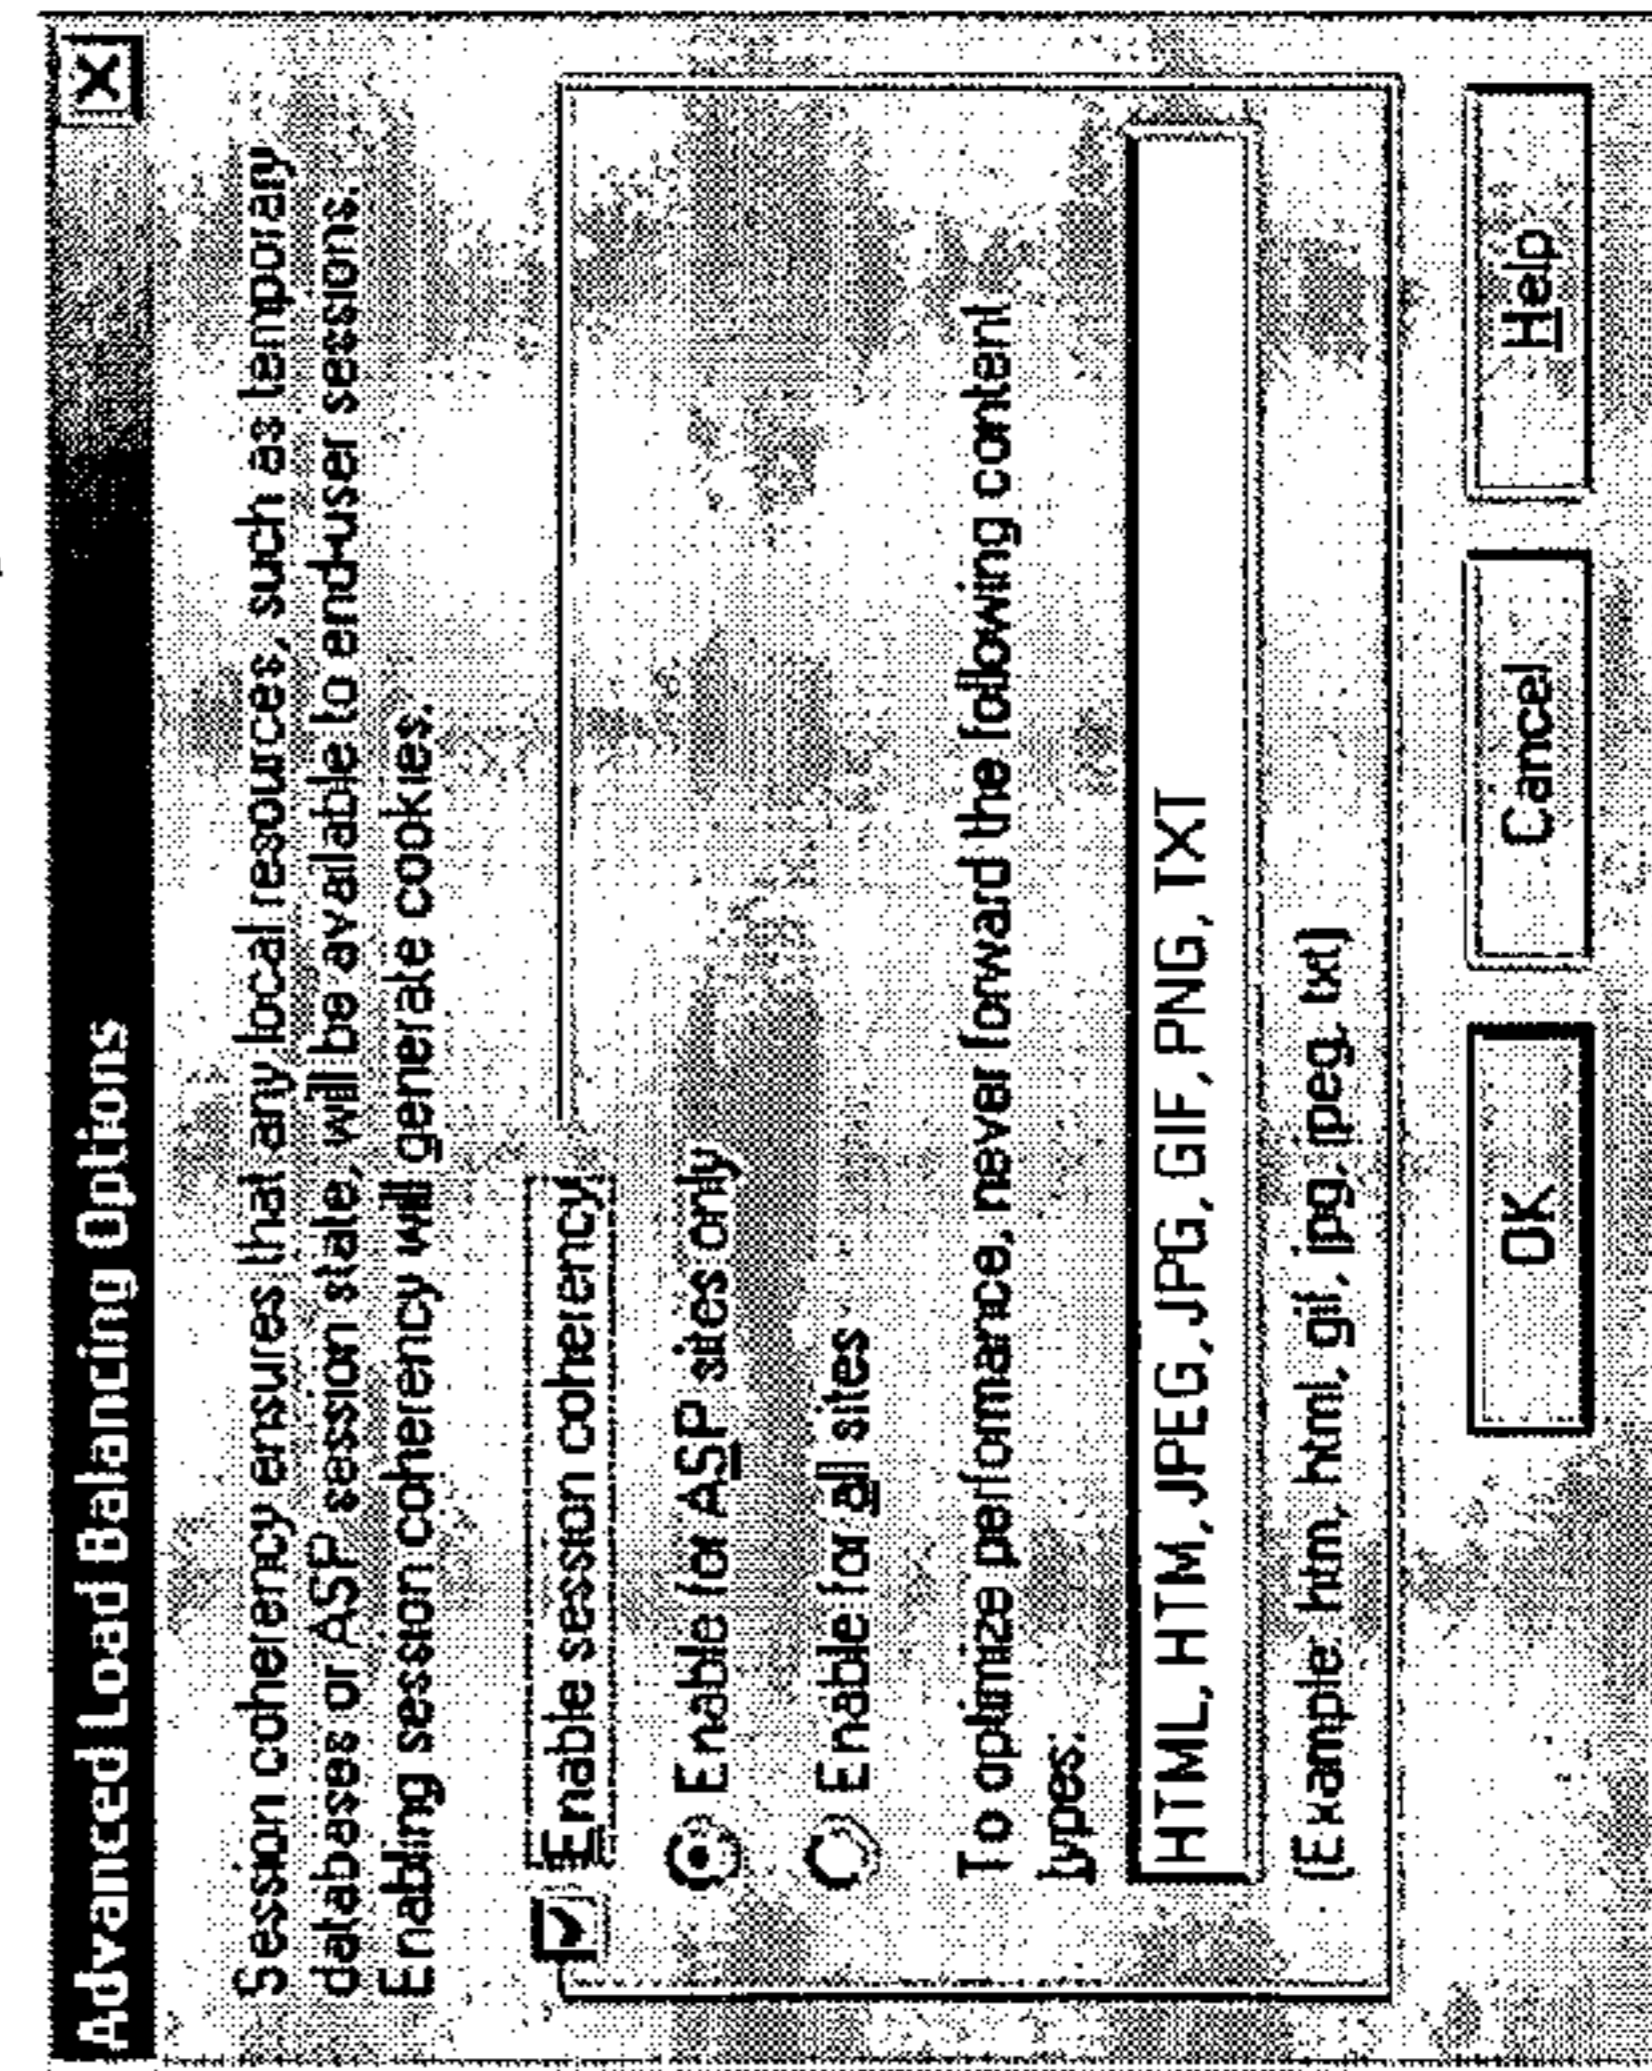 Advanced Load Balancing Options
Session coherency ensures that any local resources, such as temporary
databases or ASP session state, will be available to end-user sessions.
Enabling session coherency will generate cookies.
Enable session coherency
Enable for ASP sites only
Enable for all sites
To optimize performance, never forward the following content
types:
HTML, HTM, JPEG, JPG, GIF, PNG, TXT
(Example: htm, html, gif, jpg, jpeg, txt)
OK Cancel Help